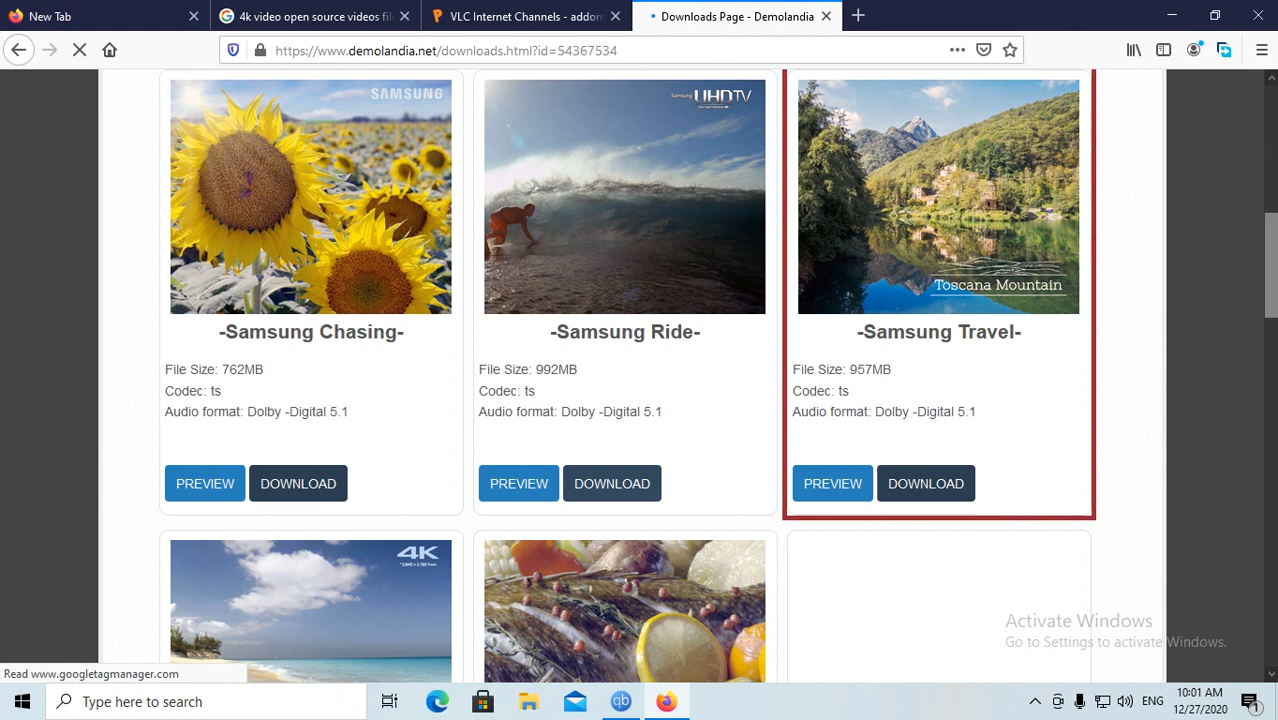 New Tab
4k video open source videos fil
VLC Internet Channels - addon
Downloads Page - Demolandia
https://www.demolandia.net/downloads.html?id=54367534
SAMSUNG
Samsung UHDTV
Toscana Mountain
-Samsung Chasing-
-Samsung Ride-
-Samsung Travel-
File Size: 762MB
File Size: 992MB
File Size: 957MB
Codec: ts
Codec: ts
Codec: ts
Audio format: Dolby -Digital 5.1
Audio format: Dolby -Digital 5.1
Audio format: Dolby -Digital 5.1
PREVIEW DOWNLOAD
PREVIEW DOWNLOAD
PREVIEW DOWNLOAD
4K
Activate Windows
Go to Settings to activate Windows.
Read www.googletagmanager.com
Type here to search
qb
ENG
10:01 AM
12/27/2020
1